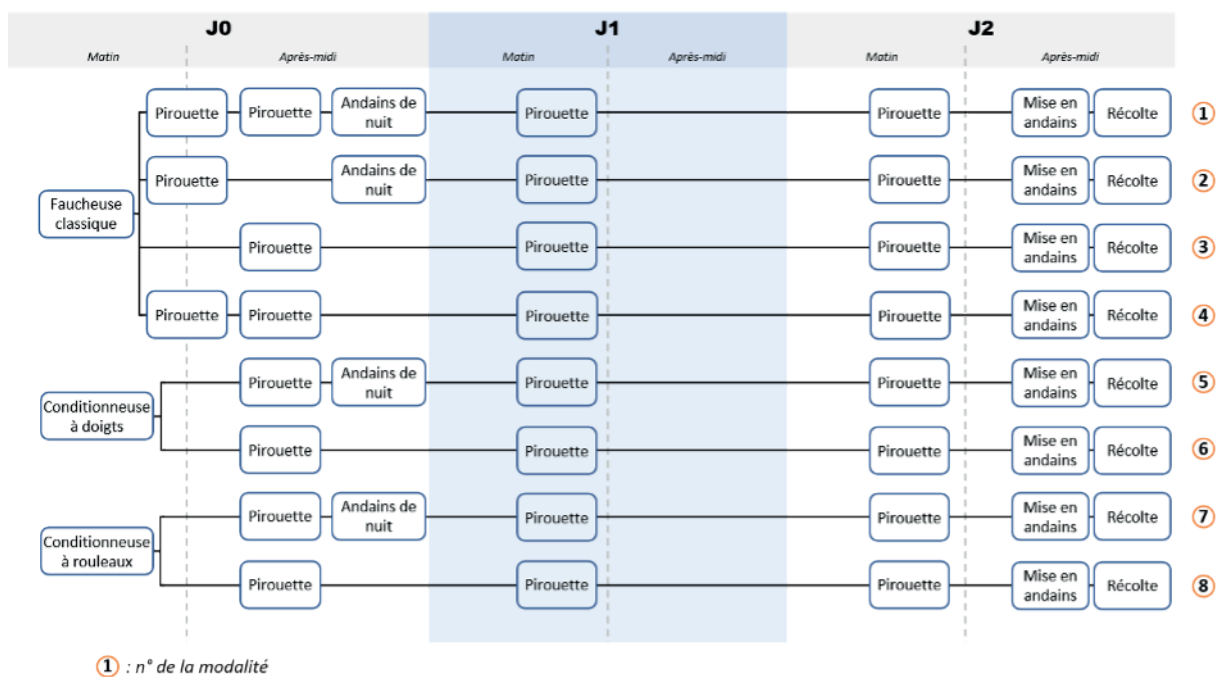 J0 J1 J2
Matin Après-midi Matin Après-midi Matin Après-midi
Pirouette Pirouette Andains de Pirouette Pirouette Mise en Récolte 1
nuit andains
Pirouette Andains de Pirouette Pirouette Mise en Récolte 2
nuit andains
Faucheuse
classique
Pirouette Pirouette Pirouette Mise en Récolte 3
andains
Pirouette Pirouette Pirouette Pirouette Mise en Récolte 4
andains
Pirouette Andains de Pirouette Pirouette Mise en Récolte 5
nuit andains
Conditionneuse
à doigts
Pirouette Pirouette Pirouette Mise en Récolte 6
andains
Pirouette Andains de Pirouette Pirouette Mise en Récolte 7
nuit andains
Conditionneuse
à rouleaux
Pirouette Pirouette Pirouette Mise en Récolte 8
andains
1 : n° de la modalité